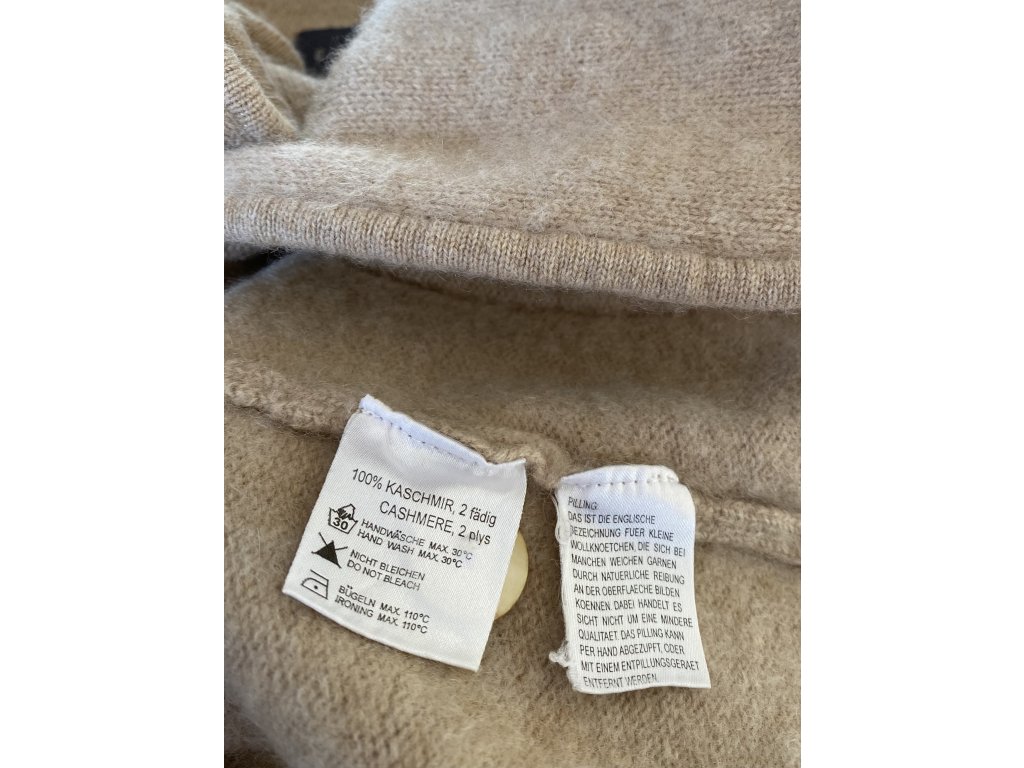 100% KASCHMIR, 2 fädig
CASHMERE, 2 plys
30
HANDWÄSCHE MAX. 30°C
HAND WASH MAX. 30°C
NICHT BLEICHEN
DO NOT BLEACH
BÜGELN MAX. 110°C
IRONING MAX. 110°C
PILLING:
DAS IST DIE ENGLISCHE
BEZEICHNUNG FUER KLEINE
WOLLKNOETCHEN, DIE SICH BEI
MANCHEN WEICHEN GARNEN
DURCH NATUERLICHE REIBUNG
AN DER OBERFLAECHE BILDEN
KOENNEN. DABEI HANDELT ES
SICHT NICHT UM EINE MINDERE
QUALITAET. DAS PILLING KANN
PER HAND ABGEZUPFT, ODER
MIT EINEM ENTPILLUNGSGERAET
ENTFERNT WERDEN.